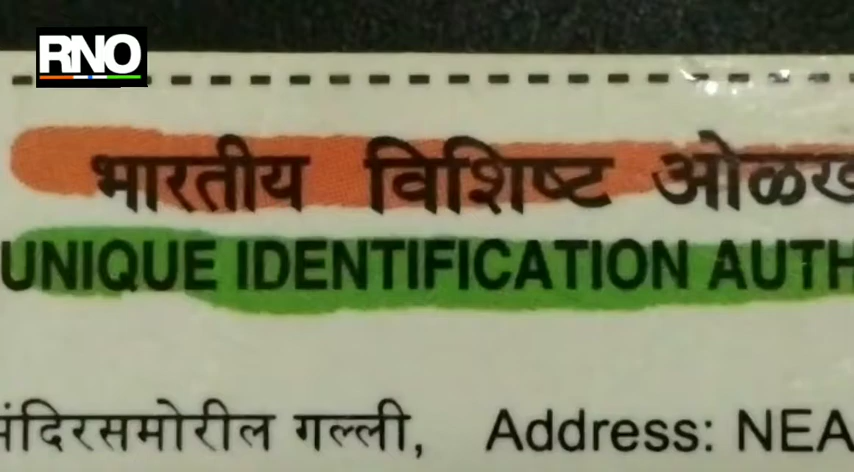 RNO
भारतीय विशिष्ट ओळख
UNIQUE IDENTIFICATION AUTH
मंदिरसमोरील गल्ली, Address: NEA